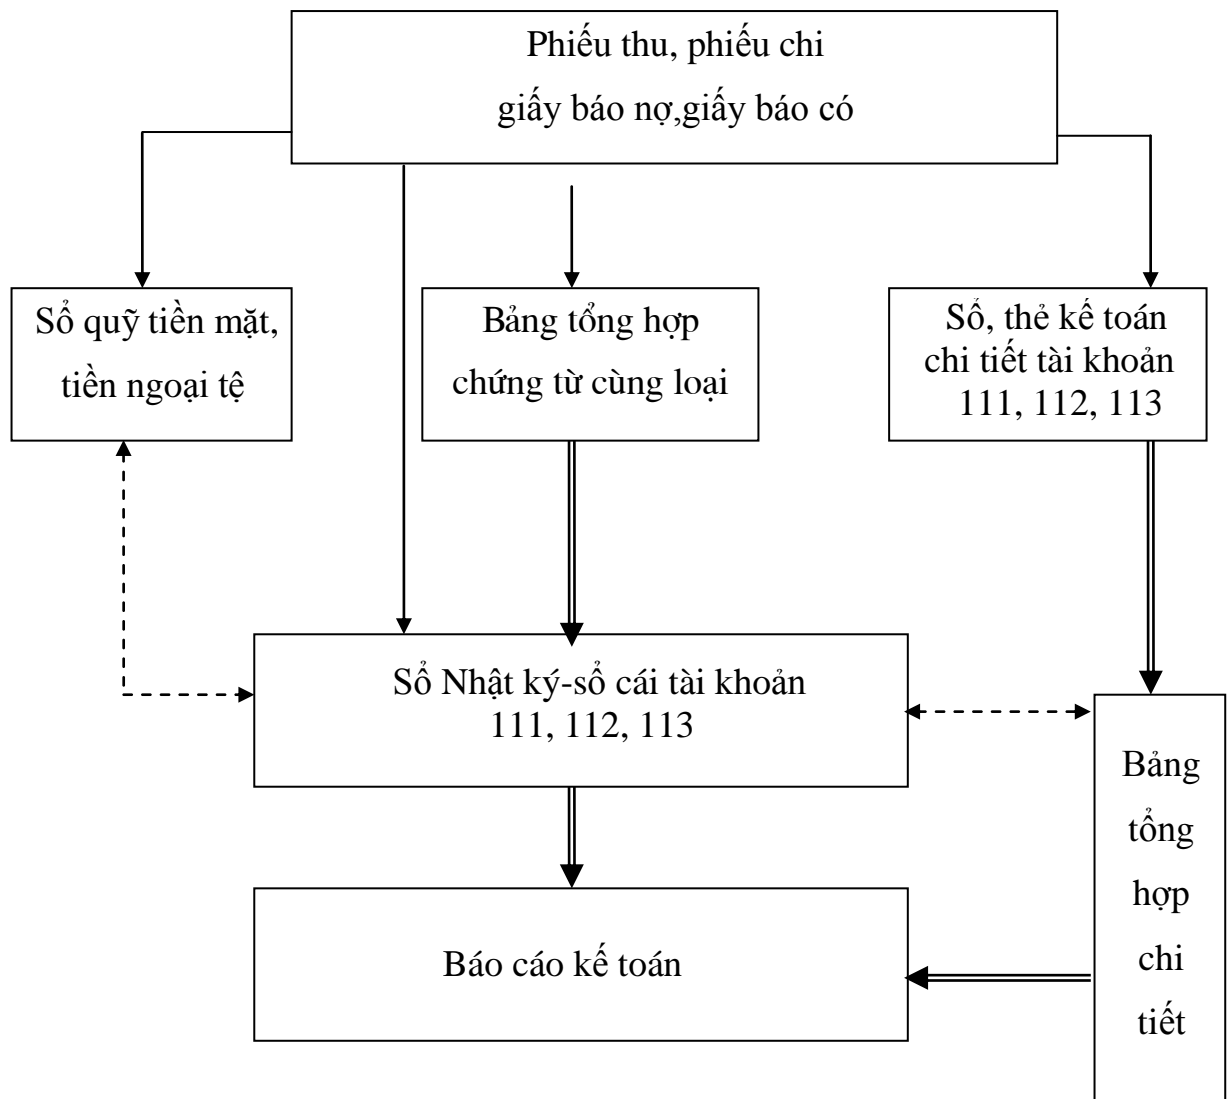 Phiếu thu, phiếu chi
giấy báo nợ,giấy báo có
Sổ quỹ tiền mặt,
tiền ngoại tệ
Bảng tổng hợp
chứng từ cùng loại
Sổ, thẻ kế toán
chi tiết tài khoản
111, 112, 113
Sổ Nhật ký-sổ cái tài khoản
111, 112, 113
Bảng
tổng
hợp
chi
tiết
Báo cáo kế toán